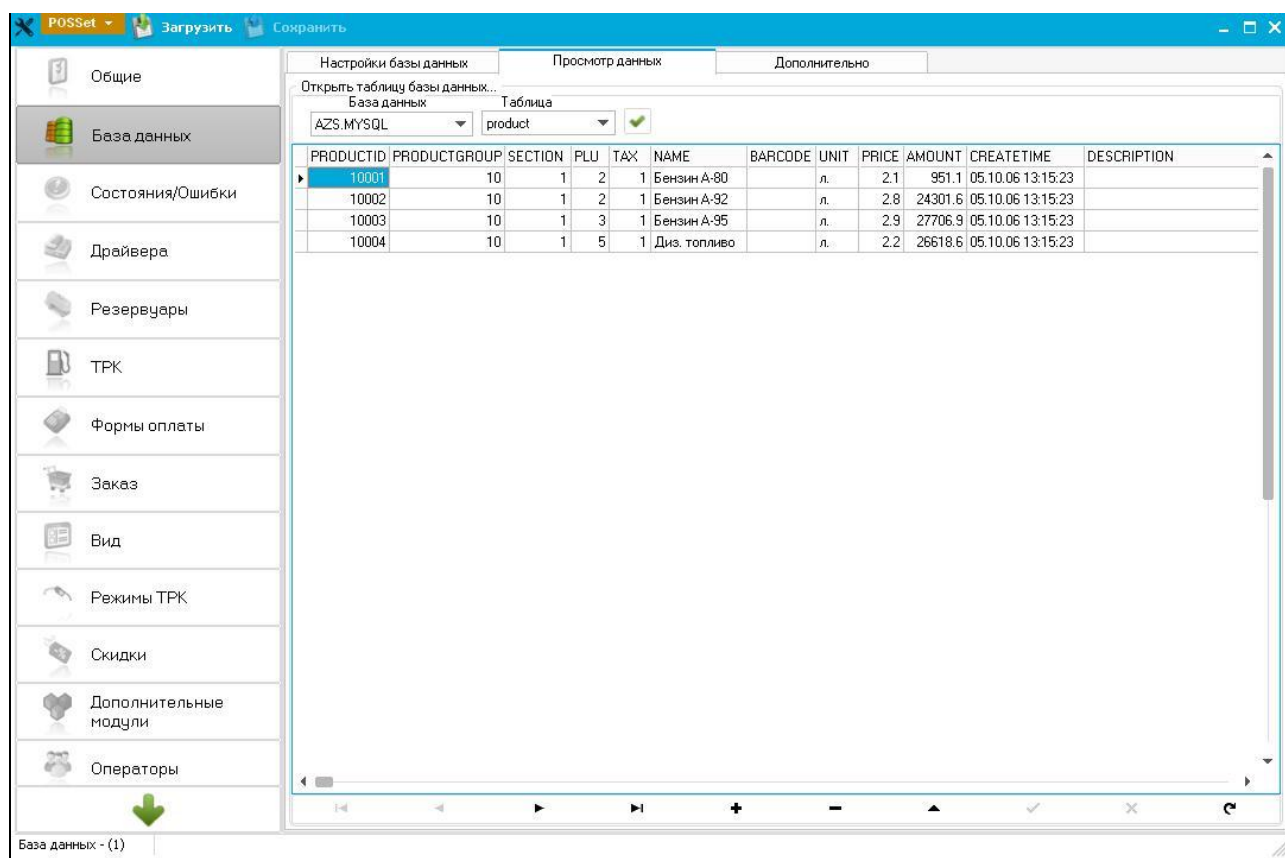 POSSet Загрузить Сохранить
Общие
База данных
Состояния/Ошибки
Драйвера
Резервуары
ТРК
Формы оплаты
Заказ
Вид
Режимы ТРК
Скидки
Дополнительные
модули
Операторы
Настройки базы данных Просмотр данных Дополнительно
Открыть таблицу базы данных...
База данных Таблица
AZS.MYSQL product
PRODUCTID PRODUCTGROUP SECTION PLU TAX NAME BARCODE UNIT PRICE AMOUNT CREATETIME DESCRIPTION
10001 10 1 2 1 Бензин А-80 л. 2.1 951.1 05.10.06 13:15:23
10002 10 1 2 1 Бензин А-92 л. 2.8 24301.6 05.10.06 13:15:23
10003 10 1 3 1 Бензин А-95 л. 2.9 27706.9 05.10.06 13:15:23
10004 10 1 5 1 Диз. топливо л. 2.2 26618.6 05.10.06 13:15:23
База данных - (1)